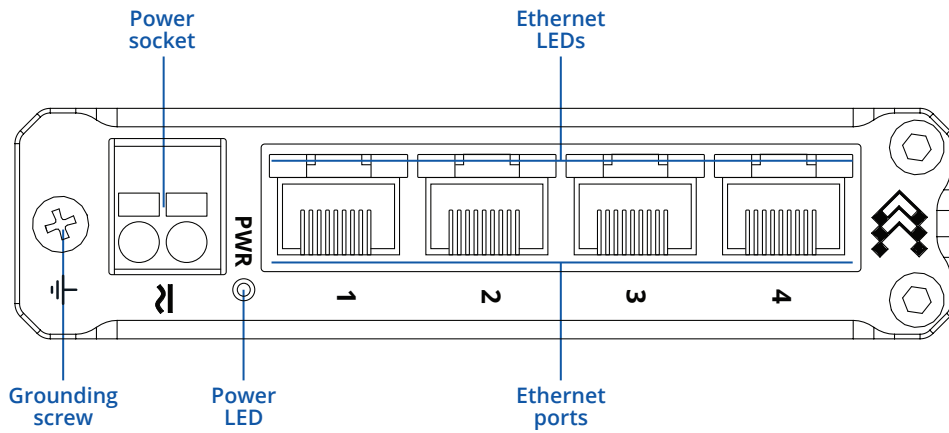 Power
socket
Ethernet
LEDs
PWR
1
2
3
4
Grounding
screw
Power
LED
Ethernet
ports